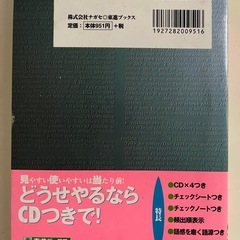 株式会社ナガセ◎東進ブックス
定価：本体951円＋税
1927282009516
見やすい使いやすいは当たり前！
どうせやるなら
CDつきで！
特長
●CD×4つき
●チェックシートつき
●チェックノートつき
●頻出順表示
●語感を磨く語源つき